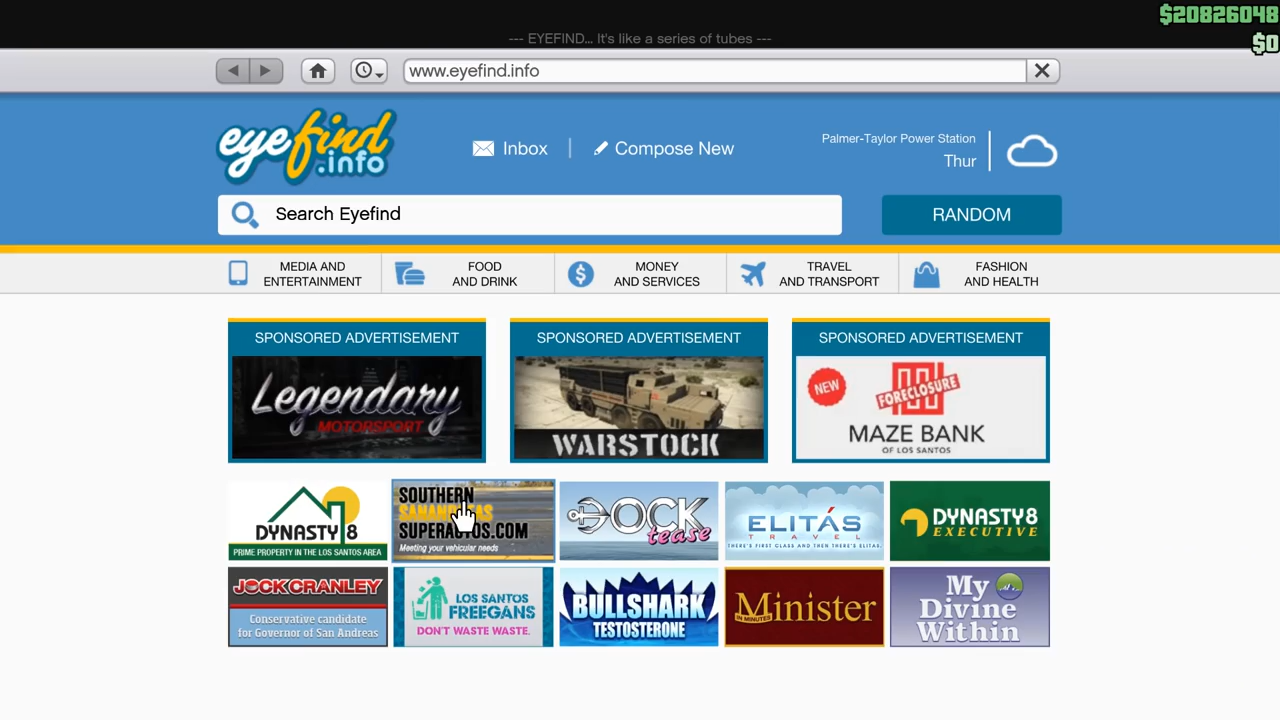 $20826048
--- EYEFIND... It's like a series of tubes ---
$0
www.eyefind.info
eyefind
.info
Inbox
Compose New
Palmer-Taylor Power Station
Thur
Search Eyefind
RANDOM
MEDIA AND
ENTERTAINMENT
FOOD
AND DRINK
MONEY
AND SERVICES
TRAVEL
AND TRANSPORT
FASHION
AND HEALTH
SPONSORED ADVERTISEMENT
Legendary
MOTORSPORT
SPONSORED ADVERTISEMENT
WARSTOCK
SPONSORED ADVERTISEMENT
NEW
FORECLOSURE
MAZE BANK
OF LOS SANTOS
DYNASTY 8
PRIME PROPERTY IN THE LOS SANTOS AREA
SOUTHERN
SUPERAUTOS.COM
Meeting your vehicular needs
DOCK
tease
ELITÁS
TRAVEL
THERE'S FIRST CLASS AND THEN THERE'S ELITAS.
DYNASTY 8
EXECUTIVE
JOCK CRANLEY
Conservative candidate
for Governor of San Andreas
LOS SANTOS
FREEGANS
DON'T WASTE WASTE.
BULLSHARK
TESTOSTERONE
Minister
IN MINUTES
My
Divine
Within